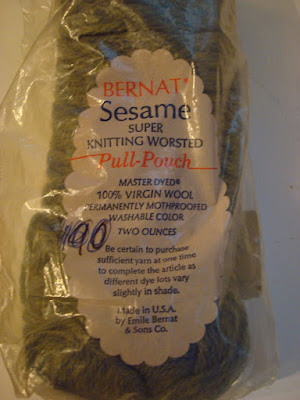 BERNAT®
Sesame
SUPER
KNITTING WORSTED
Pull-Pouch
MASTER DYED®
100% VIRGIN WOOL
PERMANENTLY MOTHPROOFED
WASHABLE COLOR
TWO OUNCES
Be certain to purchase
sufficient yarn at one time
to complete the article as
different dye lots vary
slightly in shade.
Made in U.S.A.
by Emile Bernat
& Sons Co.